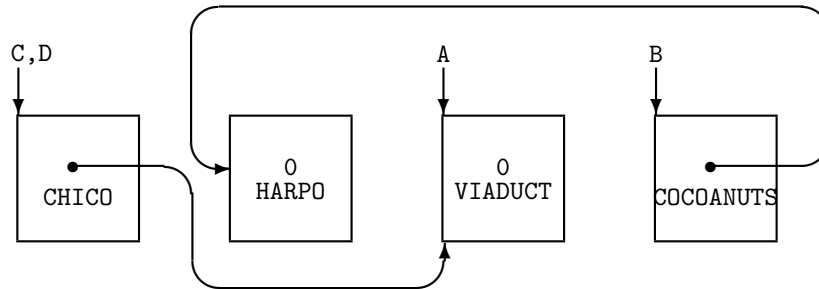 C,D
A
B
CHICO
0
HARPO
0
VIADUCT
COCOANUTS